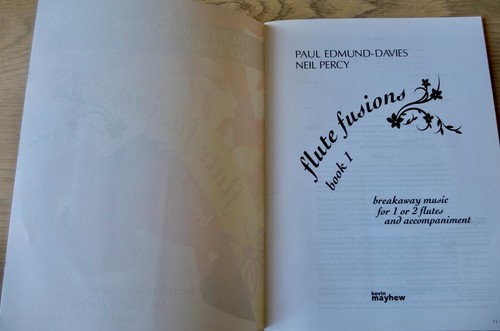 PAUL EDMUND-DAVIES
NEIL PERCY
flute fusions
book 1
breakaway music
for 1 or 2 flutes
and accompaniment
kevin
mayhew